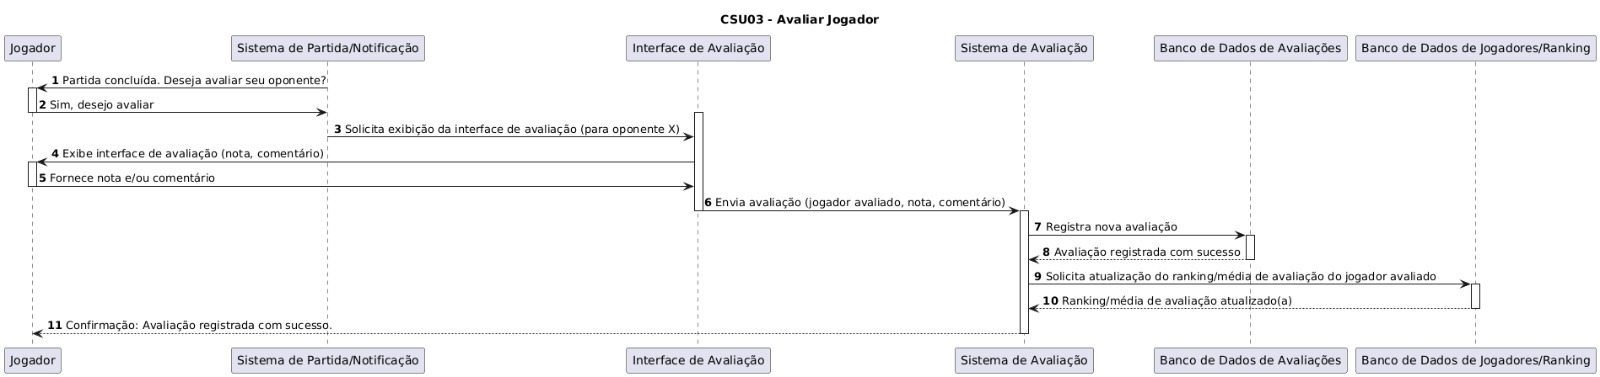 CSU03 - Avaliar Jogador
Jogador
Sistema de Partida/Notificação
Interface de Avaliação
Sistema de Avaliação
Banco de Dados de Avaliações
Banco de Dados de Jogadores/Ranking
1 Partida concluída. Deseja avaliar seu oponente?
2 Sim, desejo avaliar
3 Solicita exibição da interface de avaliação (para oponente X)
4 Exibe interface de avaliação (nota, comentário)
5 Fornece nota e/ou comentário
6 Envia avaliação (jogador avaliado, nota, comentário)
7 Registra nova avaliação
8 Avaliação registrada com sucesso
9 Solicita atualização do ranking/média de avaliação do jogador avaliado
10 Ranking/média de avaliação atualizado(a)
11 Confirmação: Avaliação registrada com sucesso.
Jogador
Sistema de Partida/Notificação
Interface de Avaliação
Sistema de Avaliação
Banco de Dados de Avaliações
Banco de Dados de Jogadores/Ranking